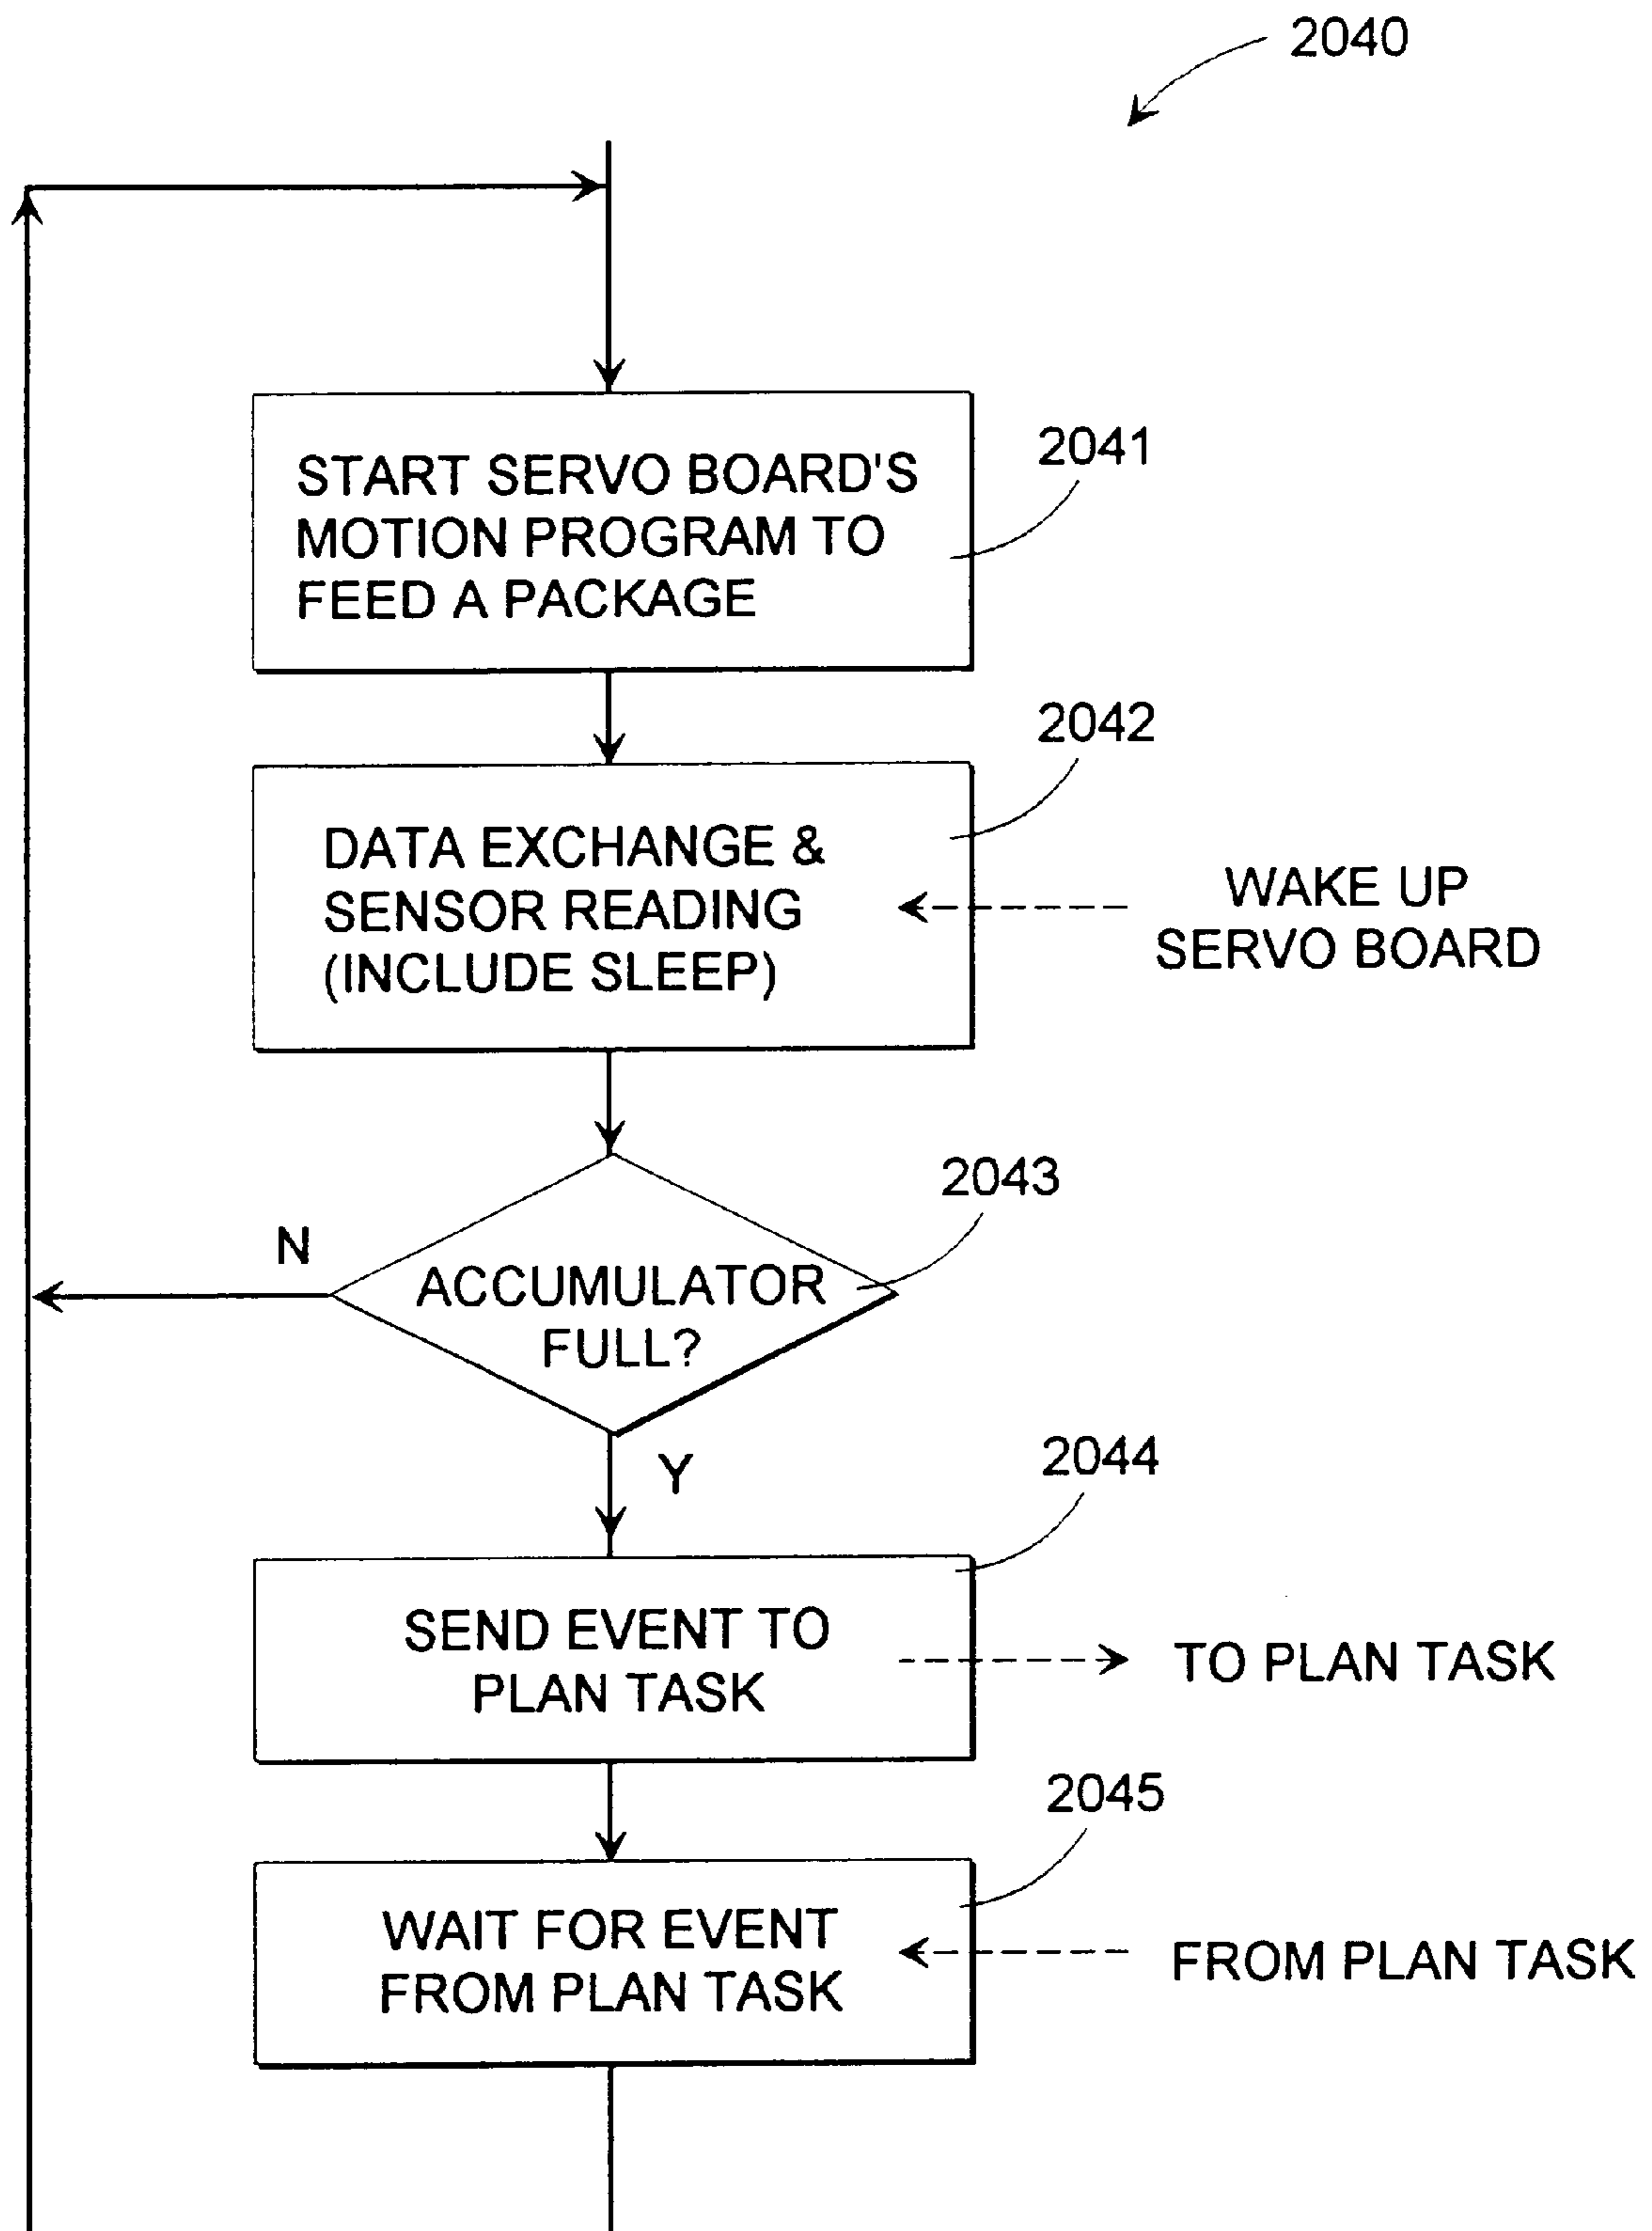 2040
START SERVO BOARD'S
MOTION PROGRAM TO
FEED A PACKAGE
2041
DATA EXCHANGE &
SENSOR READING
(INCLUDE SLEEP)
2042
WAKE UP
SERVO BOARD
ACCUMULATOR
FULL?
2043
N
Y
SEND EVENT TO
PLAN TASK
2044
TO PLAN TASK
WAIT FOR EVENT
FROM PLAN TASK
2045
FROM PLAN TASK